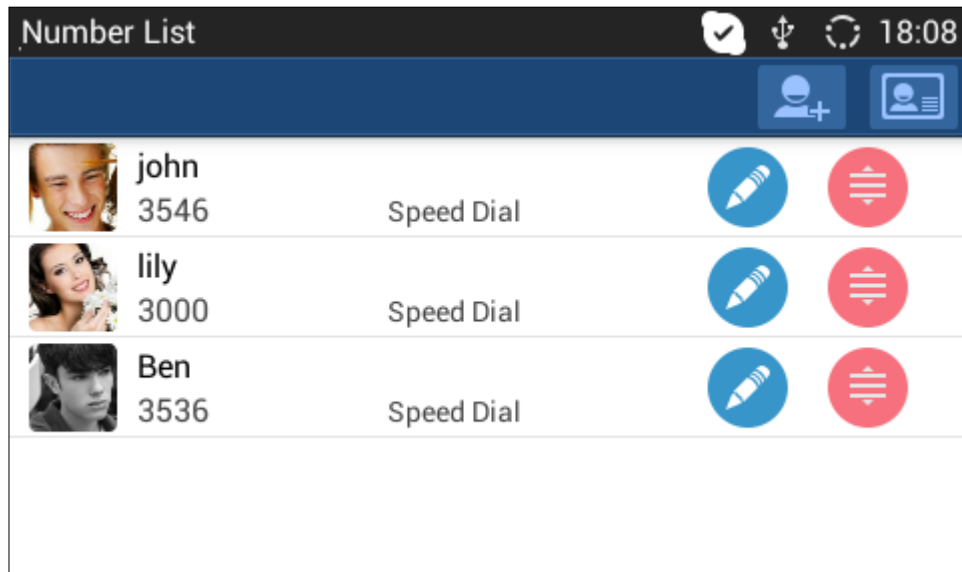 Number List 18:08
john
3546 Speed Dial
lily
3000 Speed Dial
Ben
3536 Speed Dial